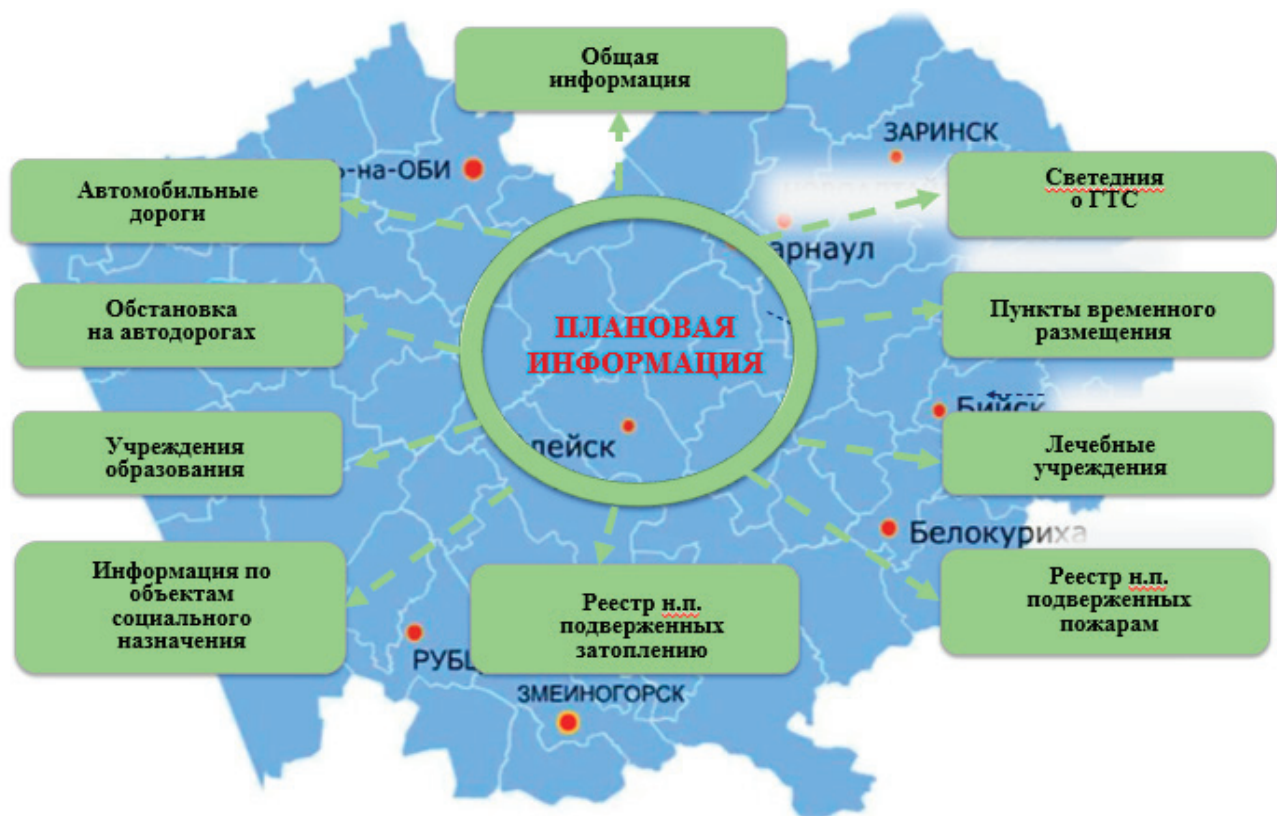 Общая
информация
ЗАРИНСК
-на-ОБИ
Автомобильные
дороги
Светедния
о ГТС
арнаул
Обстановка
на автодорогах
ПЛАНОВАЯ
ИНФОРМАЦИЯ
Пункты временного
размещения
Бийск
Учреждения
образования
лейск
Лечебные
учреждения
Белокуриха
Информация по
объектам
социального
назначения
Реестр н.п.
подверженных
затоплению
Реестр н.п.
подверженных
пожарам
РУБЦ
ЗМЕИНОГОРСК